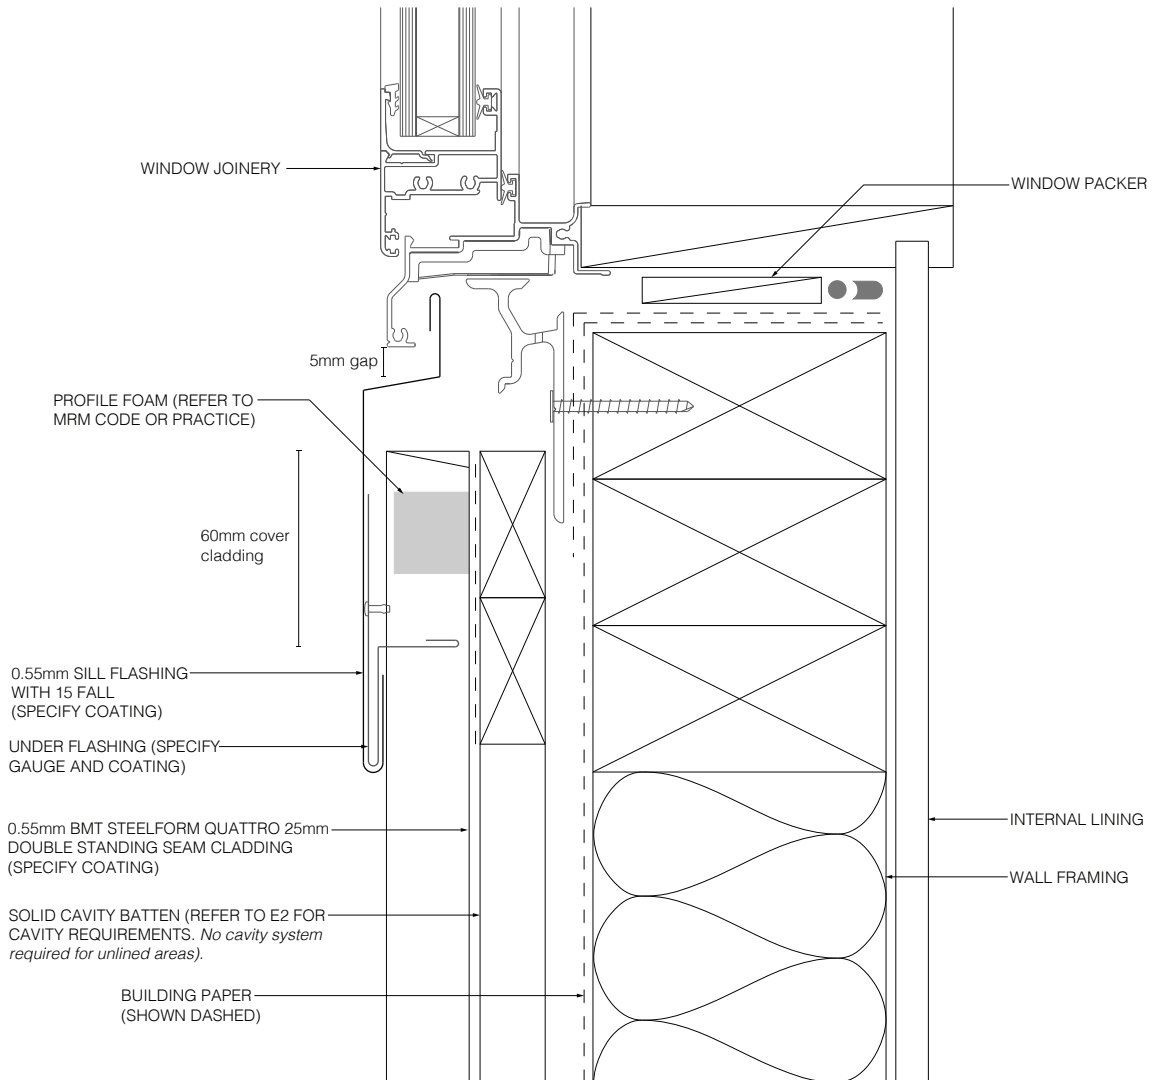 WINDOW JOINERY
WINDOW PACKER
5mm gap
PROFILE FOAM (REFER TO
MRM CODE OR PRACTICE)
60mm cover
cladding
0.55mm SILL FLASHING
WITH 15 FALL
(SPECIFY COATING)
UNDER FLASHING (SPECIFY
GAUGE AND COATING)
0.55mm BMT STEELFORM QUATTRO 25mm
DOUBLE STANDING SEAM CLADDING
(SPECIFY COATING)
INTERNAL LINING
WALL FRAMING
SOLID CAVITY BATTEN (REFER TO E2 FOR
CAVITY REQUIREMENTS. No cavity system
required for unlined areas).
BUILDING PAPER
(SHOWN DASHED)